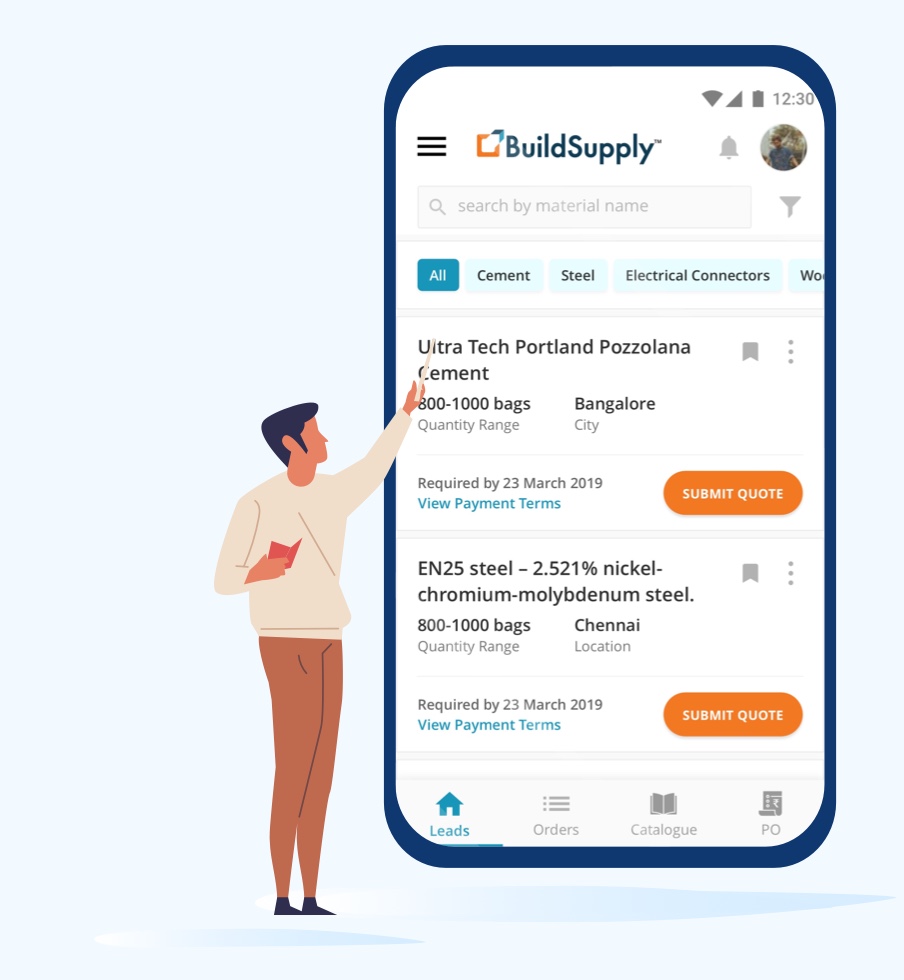 12:30
BuildSupply™
search by material name
All Cement Steel Electrical Connectors Woo
Ultra Tech Portland Pozzolana
Cement
800-1000 bags Bangalore
Quantity Range City
Required by 23 March 2019
View Payment Terms
SUBMIT QUOTE
EN25 steel – 2.521% nickel-
chromium-molybdenum steel.
800-1000 bags Chennai
Quantity Range Location
Required by 23 March 2019
View Payment Terms
SUBMIT QUOTE
Leads Orders Catalogue PO